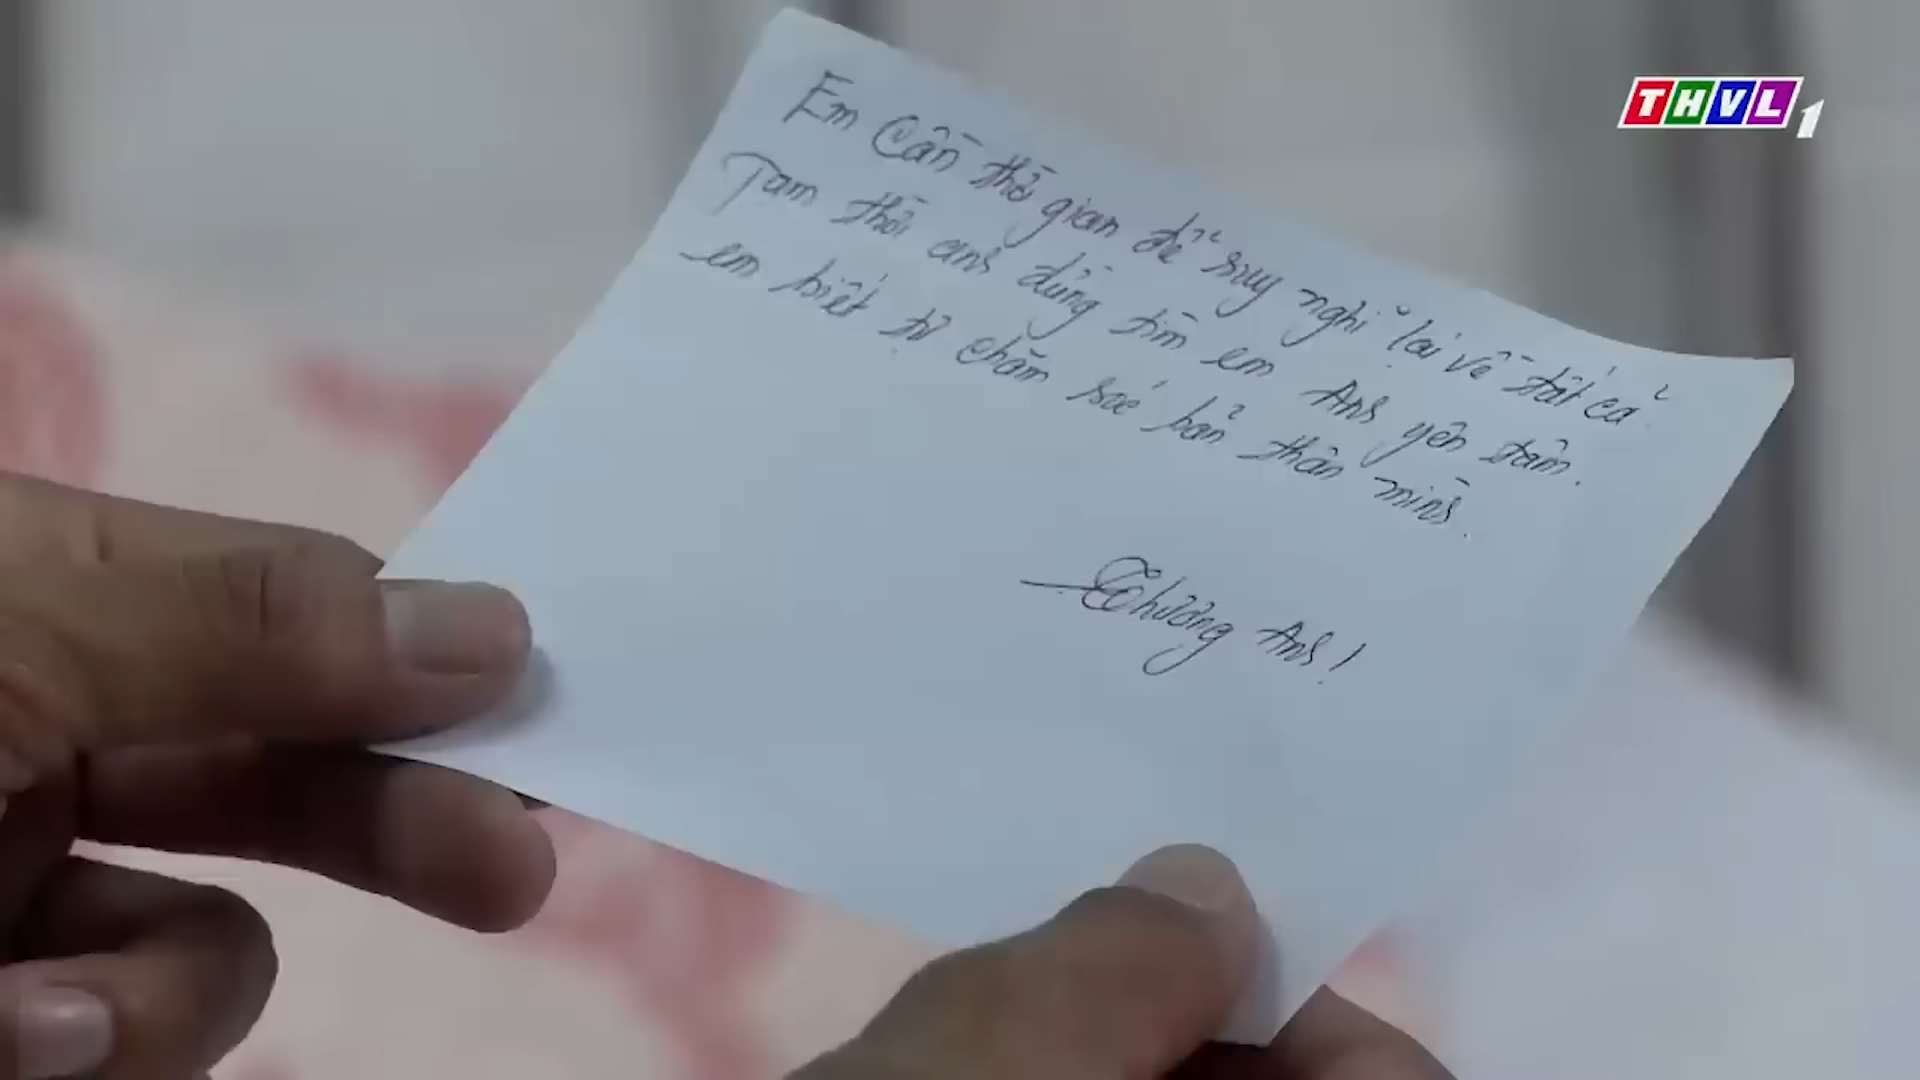 THVL1
Em Cần thời gian để suy nghĩ lại về tất cả.
Tạm thời anh đừng tìm em Anh yên tâm.
em biết tự chăm sóc bản thân mình.
Thương Anh!